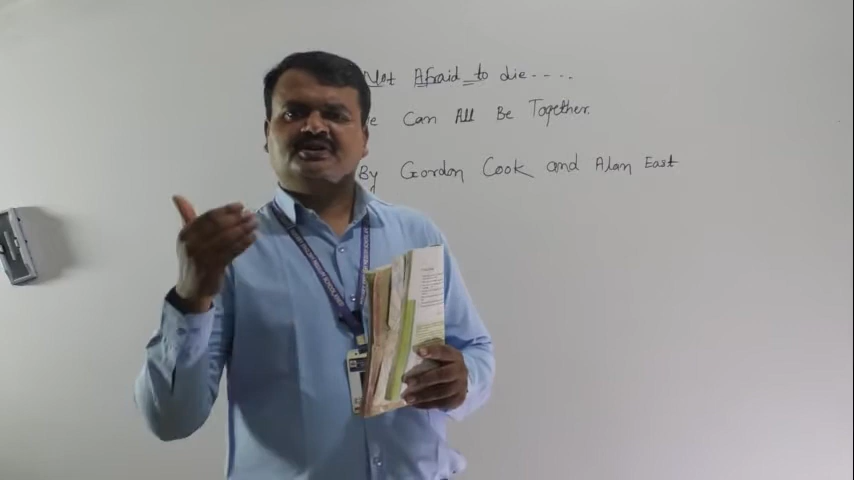 Not Afraid to die.....
Can All Be Together.
By Gordon Cook and Alan East